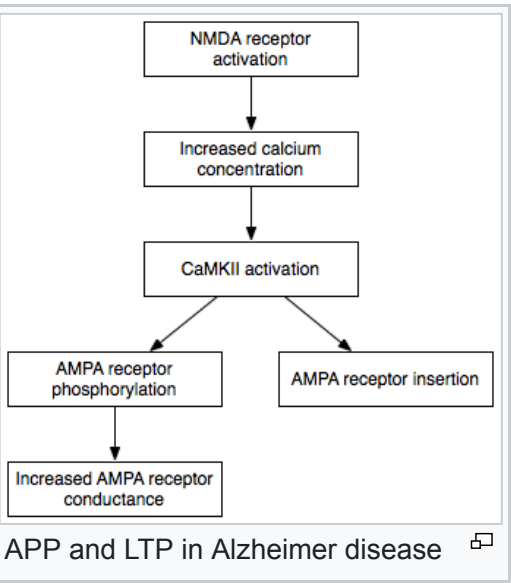 NMDA receptor
activation
Increased calcium
concentration
CaMKII activation
AMPA receptor
phosphorylation
AMPA receptor insertion
Increased AMPA receptor
conductance
APP and LTP in Alzheimer disease